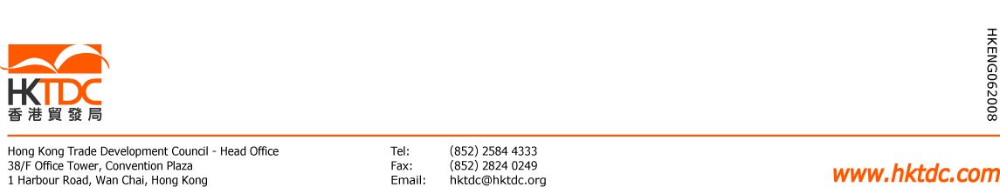 HKENG062008
HKTDC
香港貿發局
Hong Kong Trade Development Council - Head Office
38/F Office Tower, Convention Plaza
1 Harbour Road, Wan Chai, Hong Kong
Tel: (852) 2584 4333
Fax: (852) 2824 0249
Email: hktdc@hktdc.org
www.hktdc.com